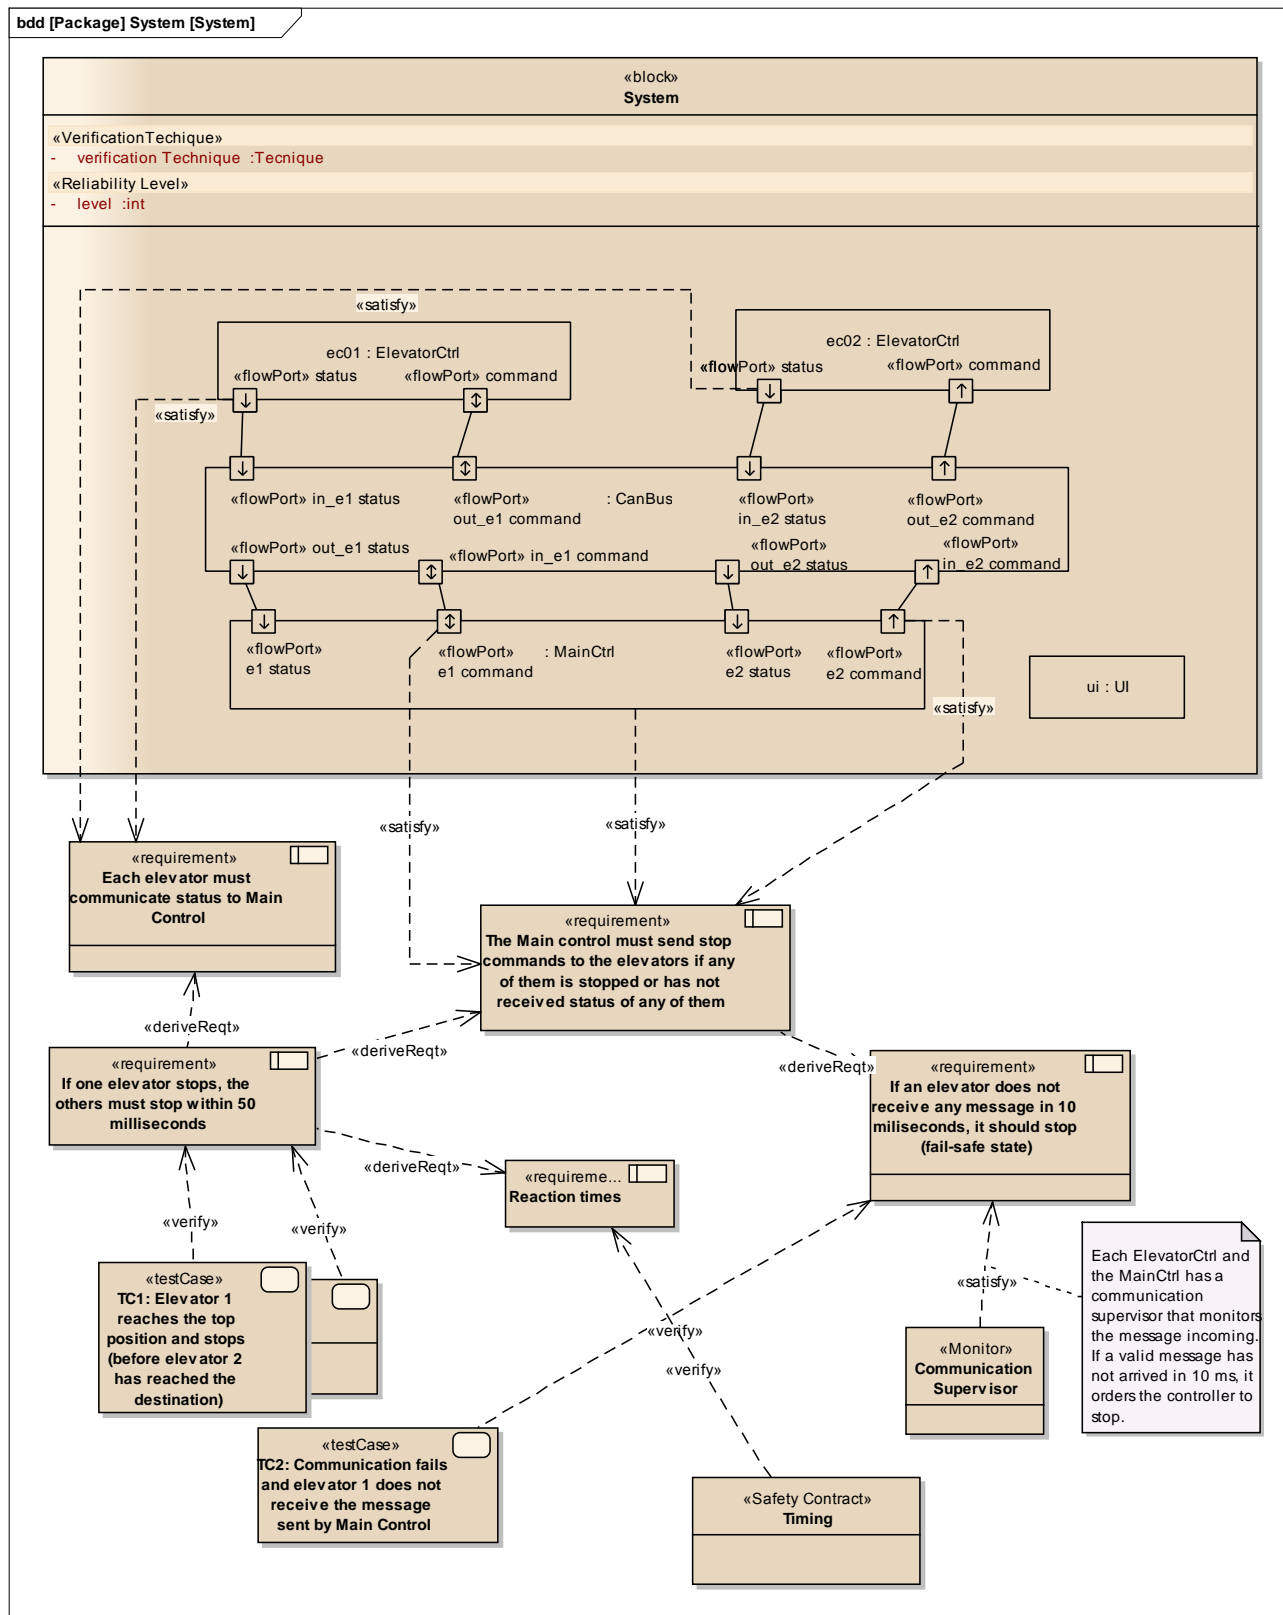 bdd [Package] System [System]
«block»
System
«VerificationTechique»
- verification Technique :Tecnique
«Reliability Level»
- level :int
«satisfy»
ec01 : ElevatorCtrl
«flowPort» status
«flowPort» command
ec02 : ElevatorCtrl
«flowPort» status
«flowPort» command
«satisfy»
«flowPort» in_e1 status
«flowPort»
out_e1 command
: CanBus
«flowPort»
in_e2 status
«flowPort»
out_e2 command
«flowPort» out_e1 status
«flowPort» in_e1 command
«flowPort»
out_e2 status
«flowPort»
in_e2 command
«flowPort»
e1 status
«flowPort»
e1 command
: MainCtrl
«flowPort»
e2 status
«flowPort»
e2 command
ui : UI
«satisfy»
«satisfy»
«satisfy»
«requirement»
Each elevator must
communicate status to Main
Control
«requirement»
The Main control must send stop
commands to the elevators if any
of them is stopped or has not
received status of any of them
«deriveReqt»
«deriveReqt»
«deriveReqt»
«requirement»
If one elevator stops, the
others must stop within 50
milliseconds
«requirement»
If an elevator does not
receive any message in 10
miliseconds, it should stop
(fail-safe state)
«deriveReqt»
«requireme...
Reaction times
«verify»
«verify»
«testCase»
TC1: Elevator 1
reaches the top
position and stops
(before elevator 2
has reached the
destination)
«satisfy»
Each ElevatorCtrl and
the MainCtrl has a
communication
supervisor that monitors
the message incoming.
If a valid message has
not arrived in 10 ms, it
orders the controller to
stop.
«verify»
«verify»
«Monitor»
Communication
Supervisor
«testCase»
TC2: Communication fails
and elevator 1 does not
receive the message
sent by Main Control
«Safety Contract»
Timing